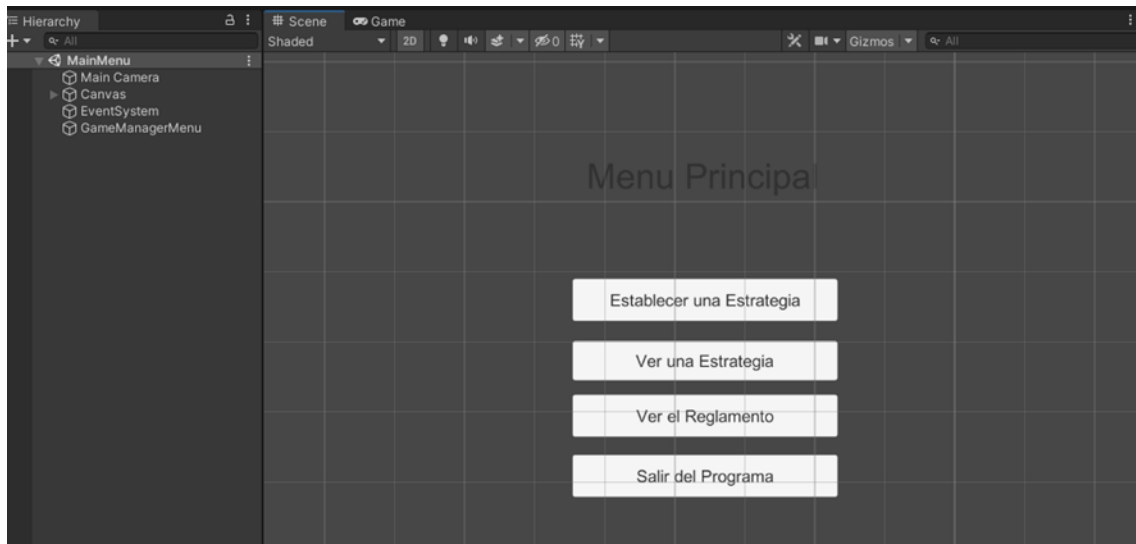 Hierarchy
All
MainMenu
Main Camera
Canvas
EventSystem
GameManagerMenu
Scene Game
Shaded 2D 0 Gizmos All
Menu Principal
Establecer una Estrategia
Ver una Estrategia
Ver el Reglamento
Salir del Programa